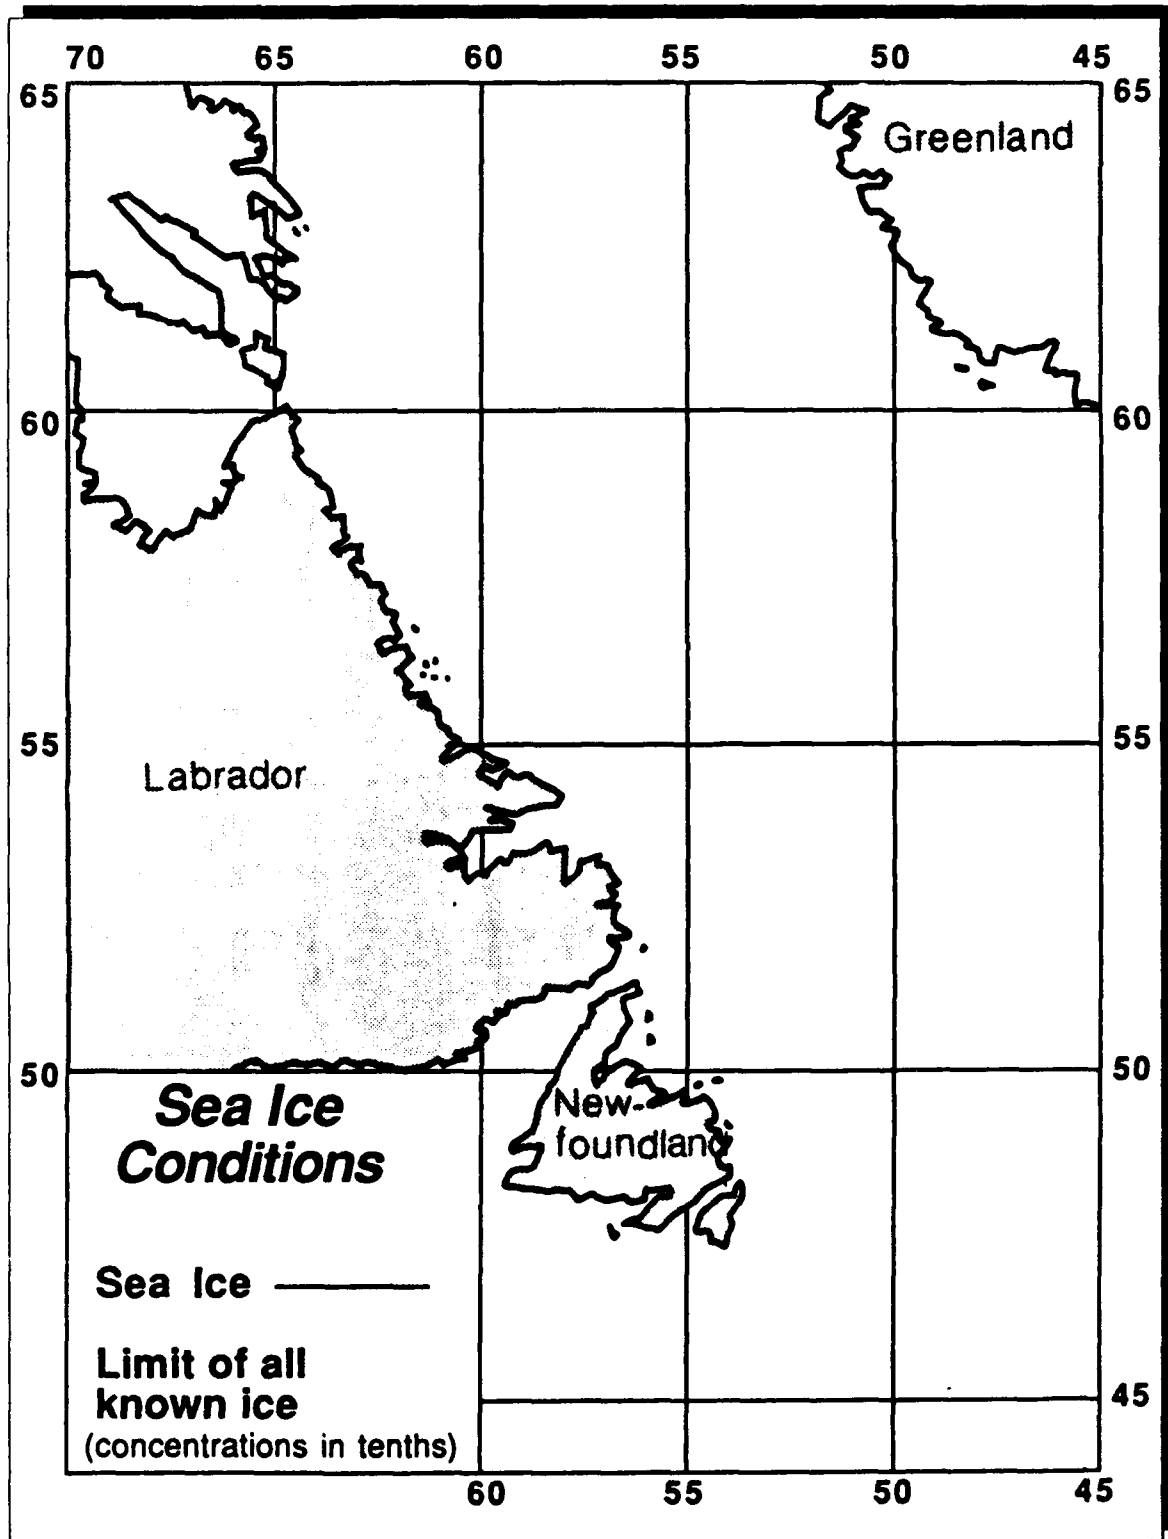 70 65 60 55 50 45
65 65
Greenland
60 60
55 55
Labrador
50 50
Sea Ice
Conditions
New-
foundland
Sea Ice
Limit of all
known ice
(concentrations in tenths)
45
60 55 50 45